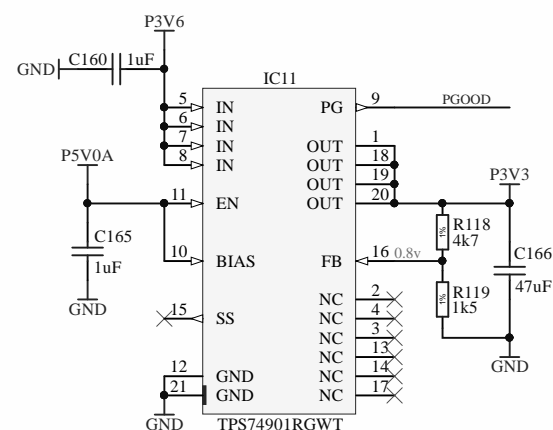 P3V6
C160 1uF
GND
IC11
5 IN PG 9 PGOOD
6 IN
7 IN OUT 1
8 IN OUT 18
OUT 19
P5V0A P3V3
11 EN OUT 20
R118
1% 4k7
C165 C166
1uF 47uF
10 BIAS FB 16 0.8v
R119
1% 1k5
GND
NC 2
15 SS NC 4
NC 3
NC 13
GND
12 GND NC 14
21 GND NC 17
GND
TPS74901RGWT